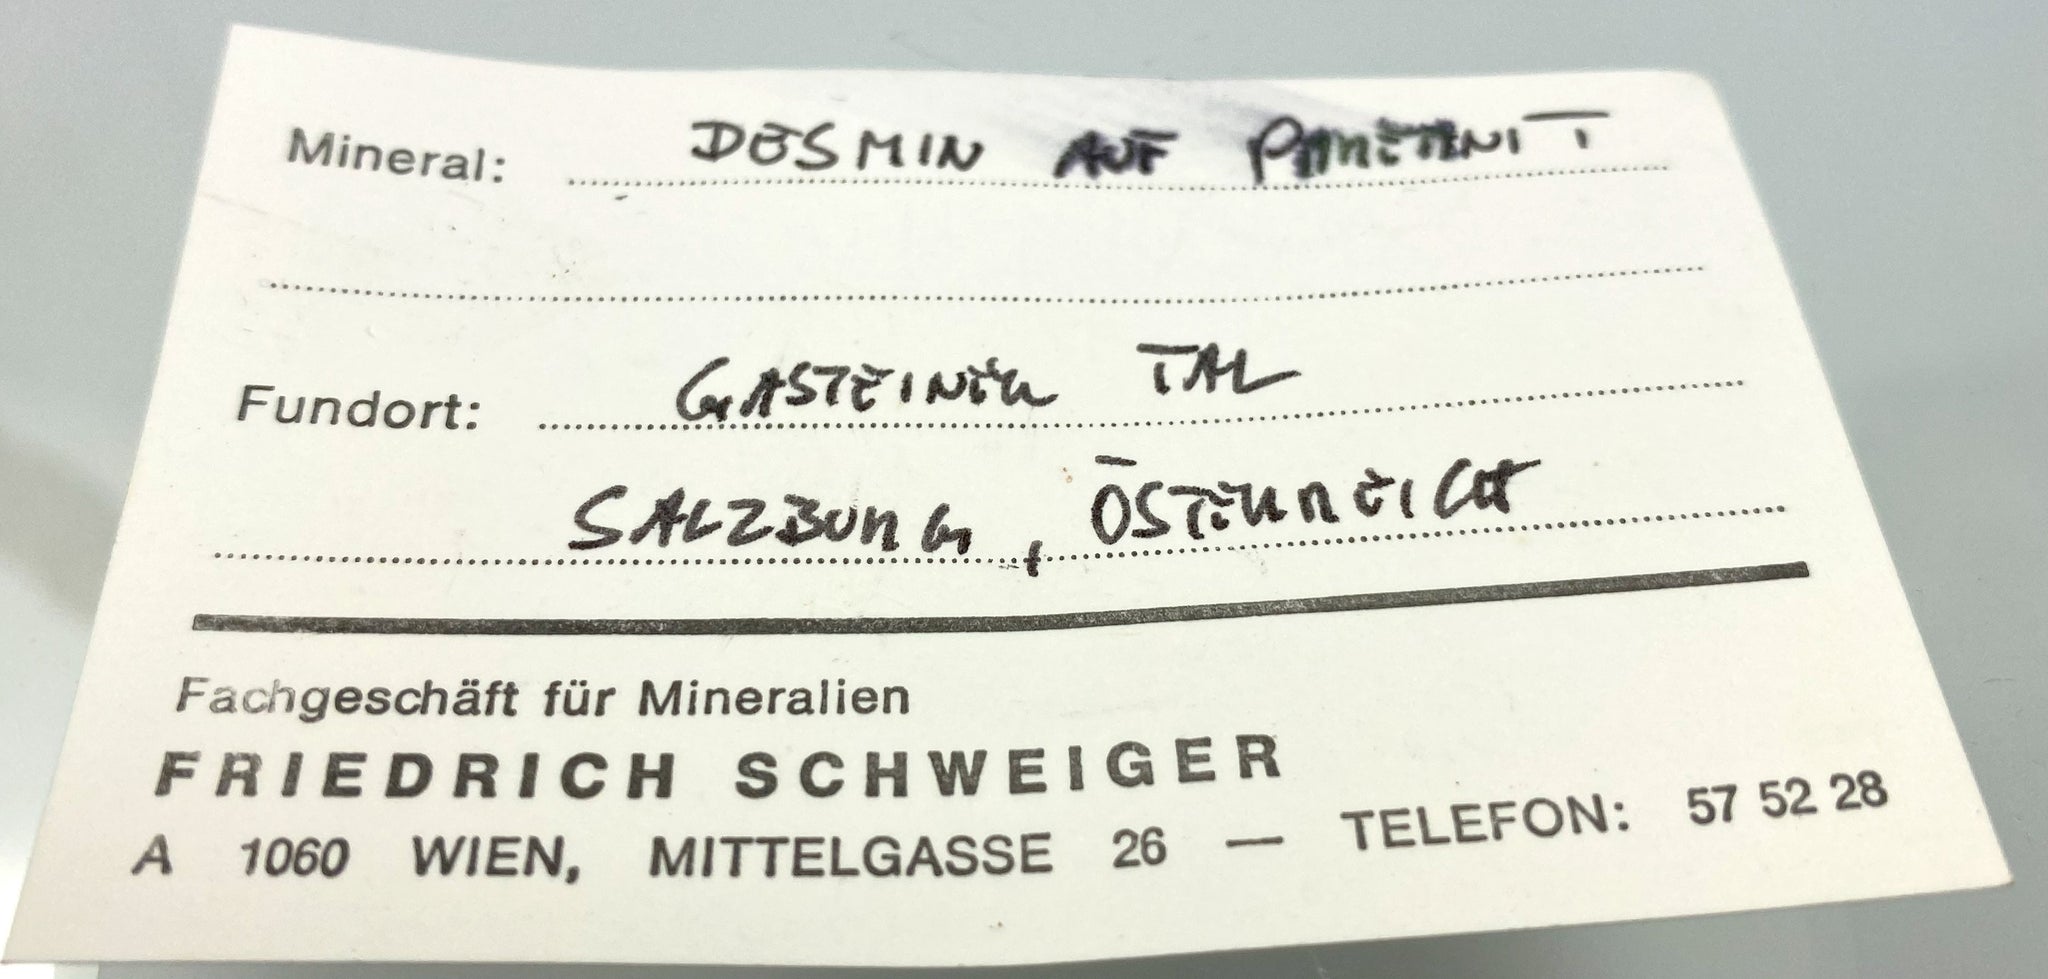 Mineral: DESMIN AUF
Fundort: GASTEINER TAL
SALZBURG, ÖSTERREICH
Fachgeschäft für Mineralien
FRIEDRICH SCHWEIGER
A 1060 WIEN, MITTELGASSE 26 — TELEFON: 57 52 28